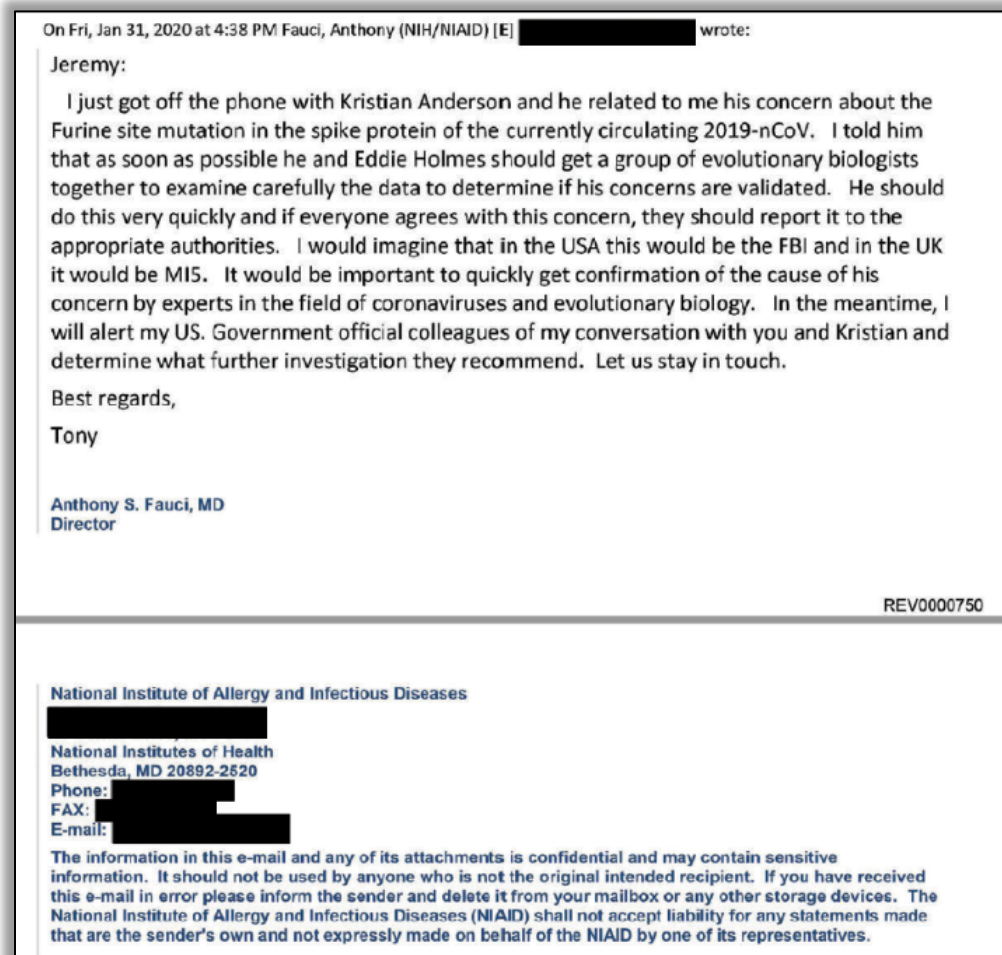 On Fri, Jan 31, 2020 at 4:38 PM Fauci, Anthony (NIH/NIAID) [E] wrote:
Jeremy:
I just got off the phone with Kristian Anderson and he related to me his concern about the
Furine site mutation in the spike protein of the currently circulating 2019-nCoV. I told him
that as soon as possible he and Eddie Holmes should get a group of evolutionary biologists
together to examine carefully the data to determine if his concerns are validated. He should
do this very quickly and if everyone agrees with this concern, they should report it to the
appropriate authorities. I would imagine that in the USA this would be the FBI and in the UK
it would be MI5. It would be important to quickly get confirmation of the cause of his
concern by experts in the field of coronaviruses and evolutionary biology. In the meantime, I
will alert my US. Government official colleagues of my conversation with you and Kristian and
determine what further investigation they recommend. Let us stay in touch.
Best regards,
Tony
Anthony S. Fauci, MD
Director
REV0000750
National Institute of Allergy and Infectious Diseases
National Institutes of Health
Bethesda, MD 20892-2520
Phone:
FAX:
E-mail:
The information in this e-mail and any of its attachments is confidential and may contain sensitive
information. It should not be used by anyone who is not the original intended recipient. If you have received
this e-mail in error please inform the sender and delete it from your mailbox or any other storage devices. The
National Institute of Allergy and Infectious Diseases (NIAID) shall not accept liability for any statements made
that are the sender's own and not expressly made on behalf of the NIAID by one of its representatives.